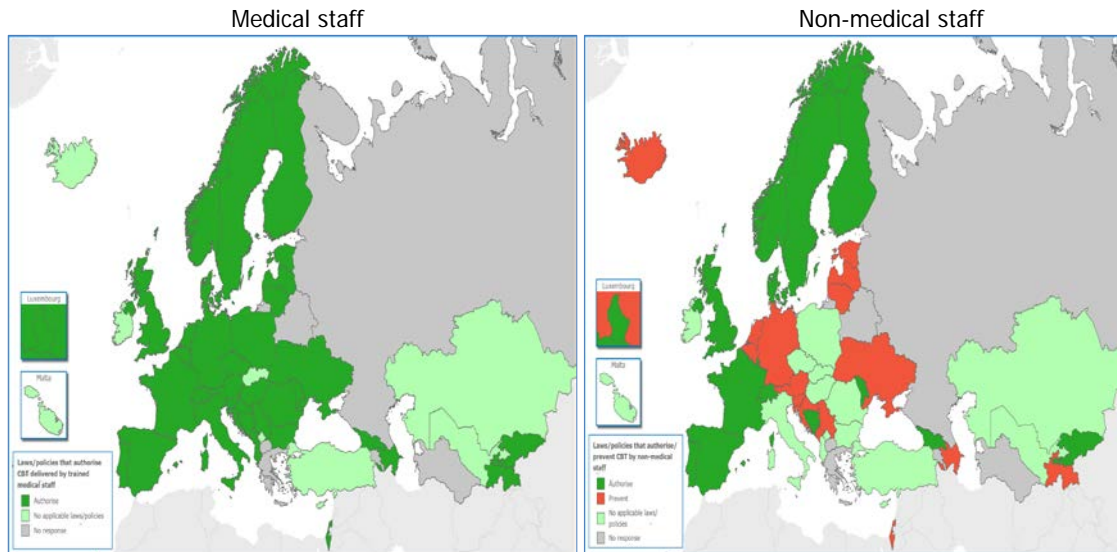 Medical staff
Non-medical staff
Luxembourg
Malta
Laws/policies that authorise
CBT delivered by trained
medical staff
Authorise
No applicable laws/policies
No response
Luxembourg
Malta
Laws/policies that authorise/
prevent CBT by non-medical
staff
Authorise
Prevent
No applicable laws/
policies
No response